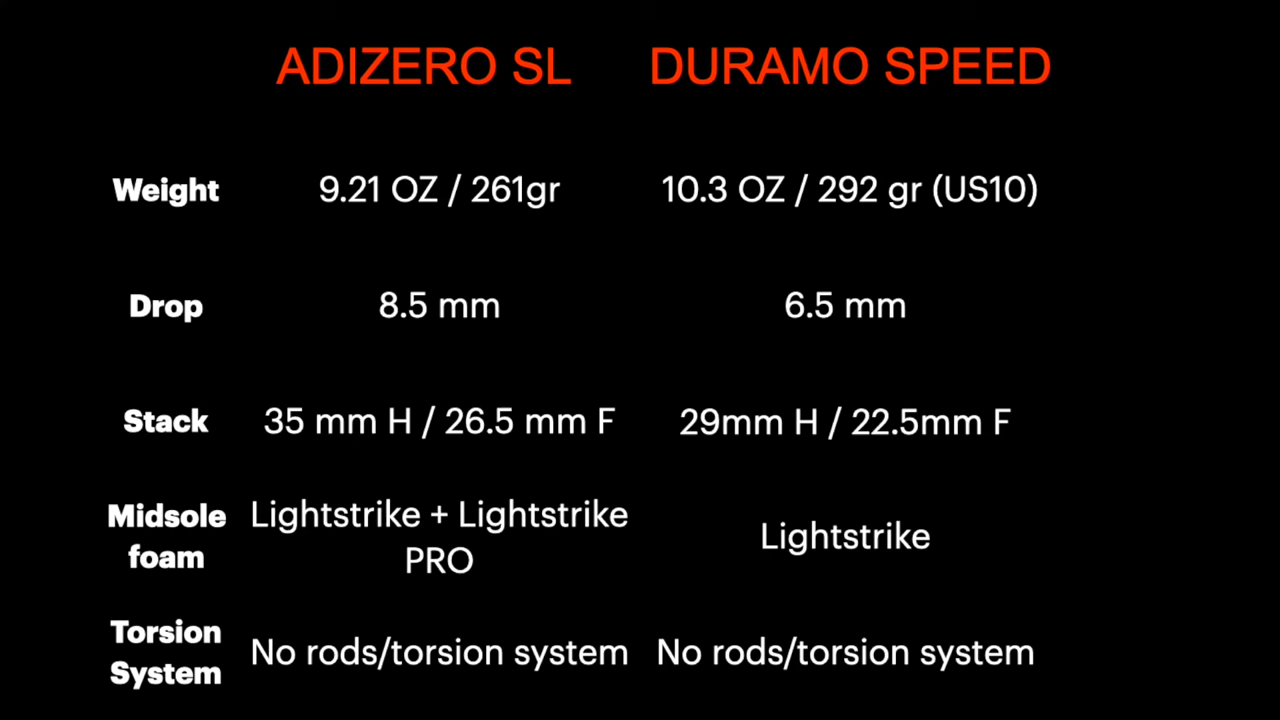 ADIZERO SL DURAMO SPEED
Weight 9.21 OZ / 261gr 10.3 OZ / 292 gr (US10)
Drop 8.5 mm 6.5 mm
Stack 35 mm H / 26.5 mm F 29mm H / 22.5mm F
Midsole foam Lightstrike + Lightstrike PRO Lightstrike
Torsion System No rods/torsion system No rods/torsion system